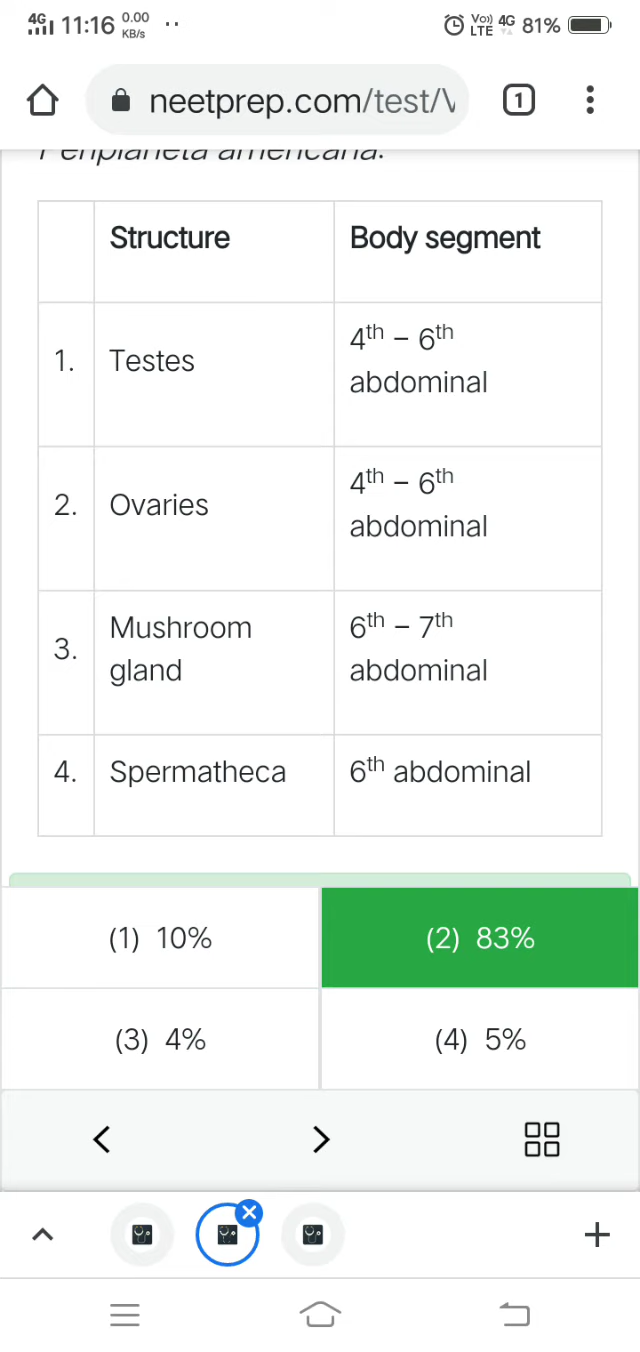 4G 11:16 0.00 KB/s ··
Vo)) LTE 4G 81%
neetprep.com/test/\
Periplaneta americana.
Structure Body segment
1. Testes 4th – 6th
abdominal
2. Ovaries 4th – 6th
abdominal
3. Mushroom 6th – 7th
gland abdominal
4. Spermatheca 6th abdominal
(1) 10% (2) 83%
(3) 4% (4) 5%